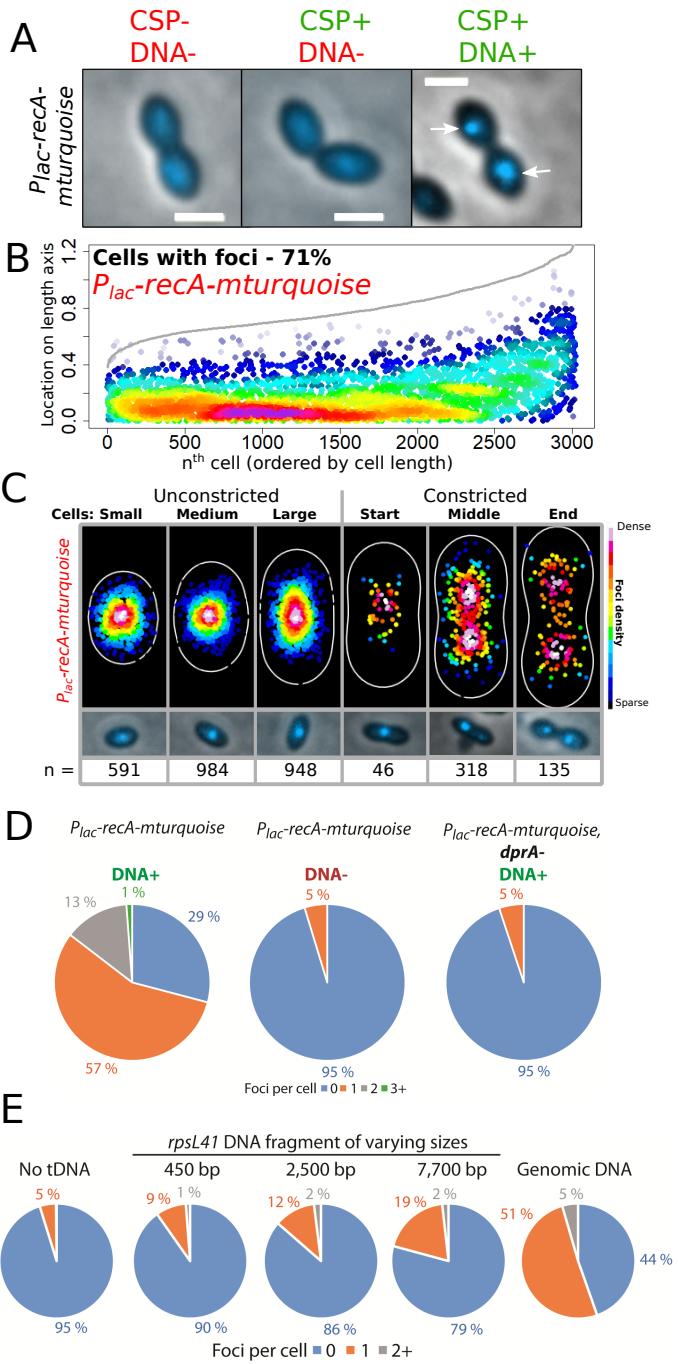 A
CSP- CSP+ CSP+
DNA- DNA- DNA+
Plac-recA-
mturquoise
B
Cells with foci - 71%
Plac-recA-mturquoise
Location on length axis
1.2
0.8
0.4
0.0
0 500 1000 1500 2000 2500 3000
nth cell (ordered by cell length)
C
Unconstricted Constricted
Cells: Small Medium Large Start Middle End
Plac-recA-mturquoise
Dense
Foci density
Sparse
n = 591 984 948 46 318 135
D
Plac-recA-mturquoise Plac-recA-mturquoise Plac-recA-mturquoise,
dprA-
DNA+ DNA- DNA+
13 % 1 % 29 % 57 %
5 % 95 %
5 % 95 %
Foci per cell 0 1 2 3+
E
rpsL41 DNA fragment of varying sizes
No tDNA 450 bp 2,500 bp 7,700 bp Genomic DNA
5 % 95 %
9 % 1 % 90 %
12 % 2 % 86 %
19 % 2 % 79 %
51 % 5 % 44 %
Foci per cell 0 1 2+